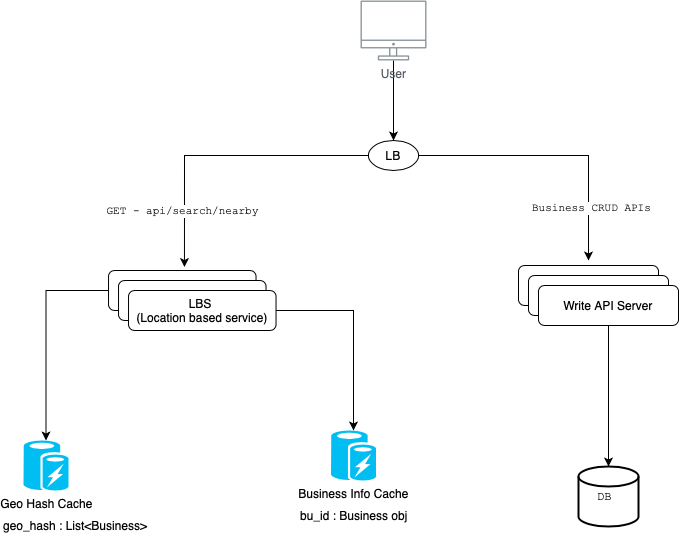 User
LB
GET - api/search/nearby
Business CRUD APIs
LBS
(Location based service)
Write API Server
Geo Hash Cache
geo_hash : List<Business>
Business Info Cache
bu_id : Business obj
DB